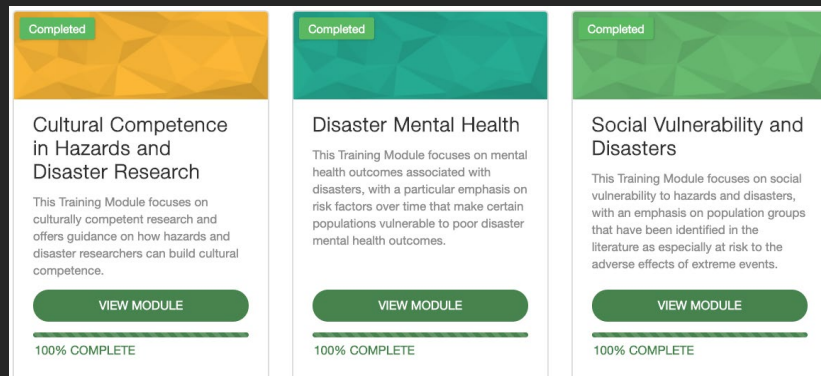 Completed
Cultural Competence
in Hazards and
Disaster Research
This Training Module focuses on
culturally competent research and
offers guidance on how hazards and
disaster researchers can build cultural
competence.
VIEW MODULE
100% COMPLETE
Completed
Disaster Mental Health
This Training Module focuses on mental
health outcomes associated with
disasters, with a particular emphasis on
risk factors over time that make certain
populations vulnerable to poor disaster
mental health outcomes.
VIEW MODULE
100% COMPLETE
Completed
Social Vulnerability and
Disasters
This Training Module focuses on social
vulnerability to hazards and disasters,
with an emphasis on population groups
that have been identified in the
literature as especially at risk to the
adverse effects of extreme events.
VIEW MODULE
100% COMPLETE